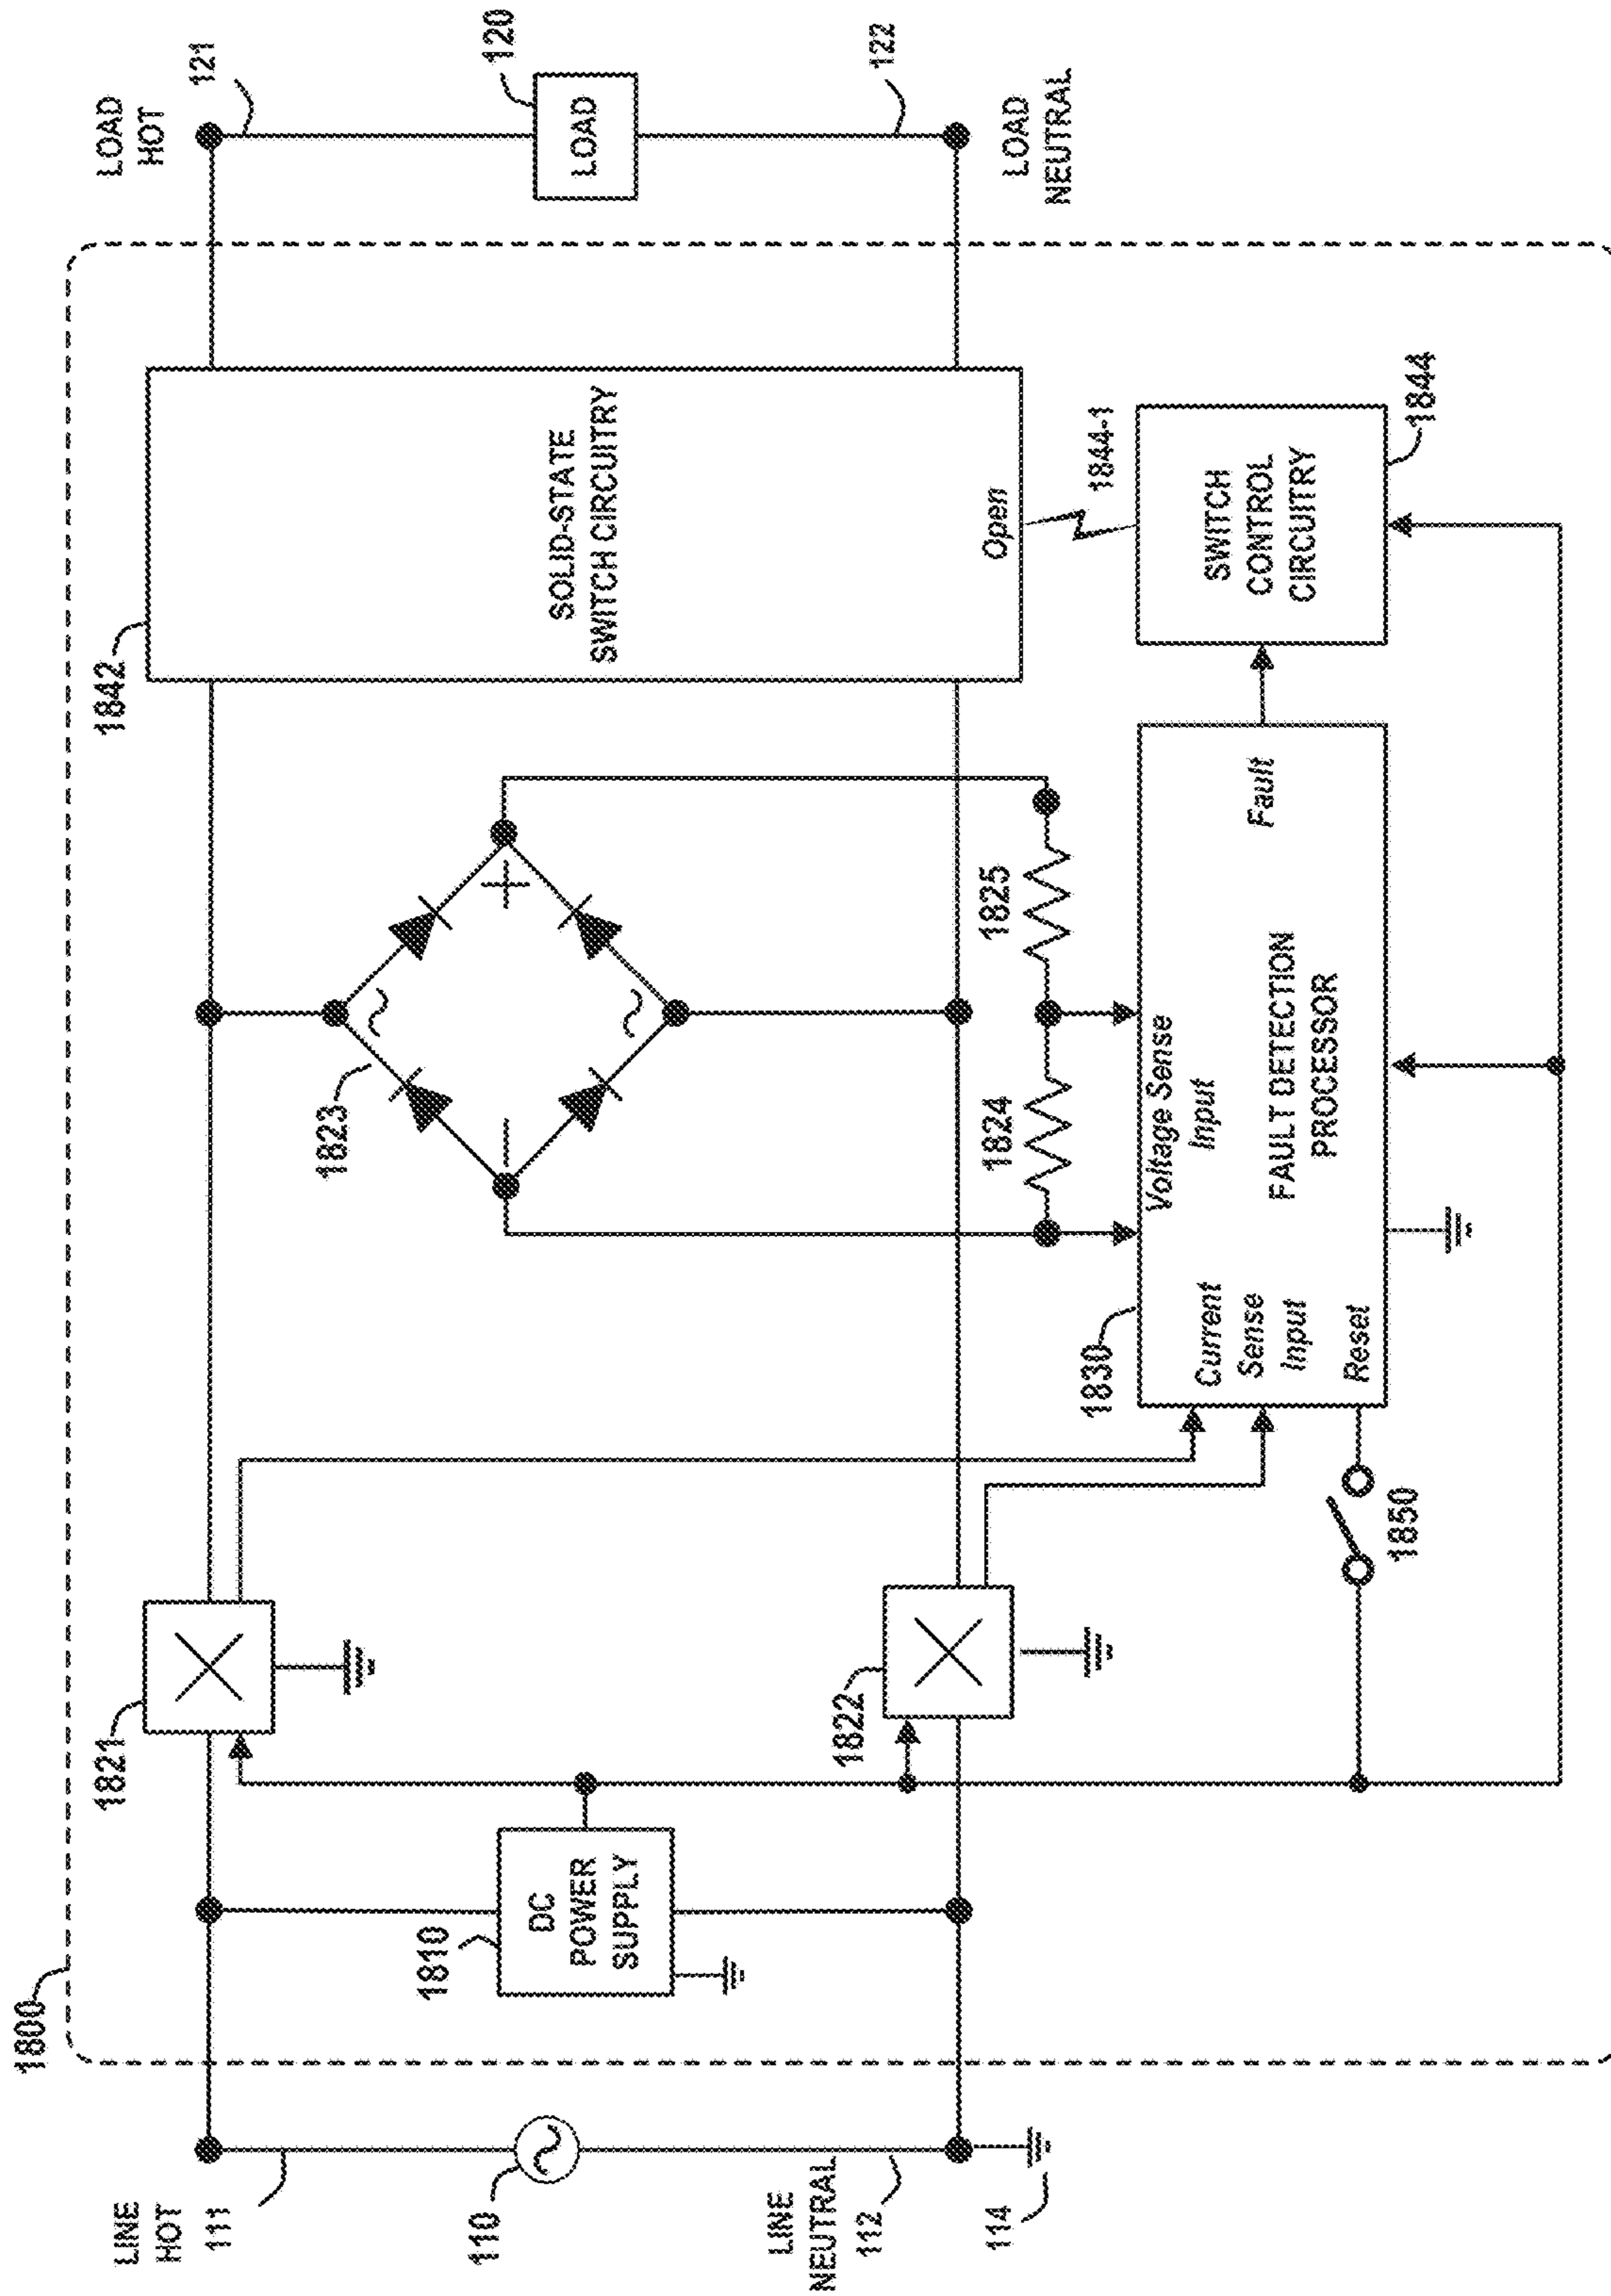 1800
LINE
HOT
111
110
LINE
NEUTRAL
112
114
1810
DC
POWER
SUPPLY
1821
1822
1823
1824
1825
1830
Voltage Sense
Input
Current
Sense
Input
Reset
FAULT DETECTION
PROCESSOR
Fault
1850
1842
SOLID-STATE
SWITCH CIRCUITRY
Open
1844-1
SWITCH
CONTROL
CIRCUITRY
1844
LOAD
HOT
121
120
LOAD
122
LOAD
NEUTRAL